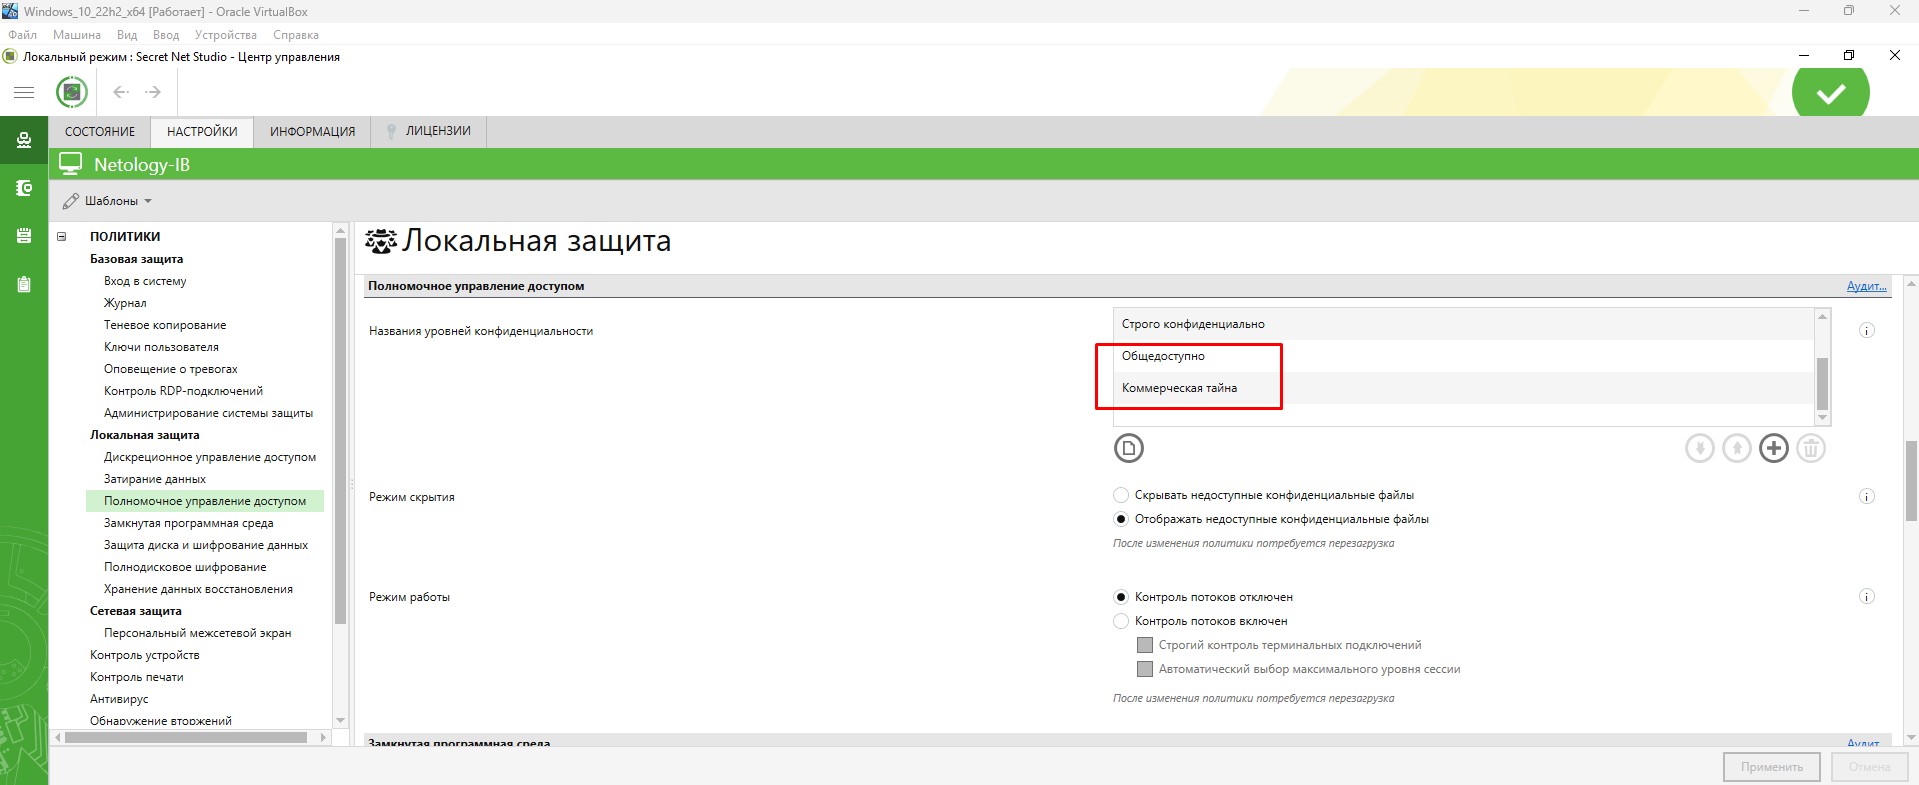 Windows_10_22h2_x64 [Работает] - Oracle VirtualBox
Файл Машина Вид Ввод Устройства Справка
Локальный режим : Secret Net Studio - Центр управления
СОСТОЯНИЕ НАСТРОЙКИ ИНФОРМАЦИЯ ЛИЦЕНЗИИ
Netology-IB
Шаблоны
ПОЛИТИКИ
Базовая защита
Вход в систему
Журнал
Теневое копирование
Ключи пользователя
Оповещение о тревогах
Контроль RDP-подключений
Администрирование системы защиты
Локальная защита
Дискреционное управление доступом
Затирание данных
Полномочное управление доступом
Замкнутая программная среда
Защита диска и шифрование данных
Полнодисковое шифрование
Хранение данных восстановления
Сетевая защита
Персональный межсетевой экран
Контроль устройств
Контроль печати
Антивирус
Обнаружение вторжений
Локальная защита
Полномочное управление доступом Аудит...
Названия уровней конфиденциальности
Строго конфиденциально
Общедоступно
Коммерческая тайна
Режим скрытия
Скрывать недоступные конфиденциальные файлы
Отображать недоступные конфиденциальные файлы
После изменения политики потребуется перезагрузка
Режим работы
Контроль потоков отключен
Контроль потоков включен
Строгий контроль терминальных подключений
Автоматический выбор максимального уровня сессии
После изменения политики потребуется перезагрузка
Замкнутая программная среда Аудит...
Применить Отмена